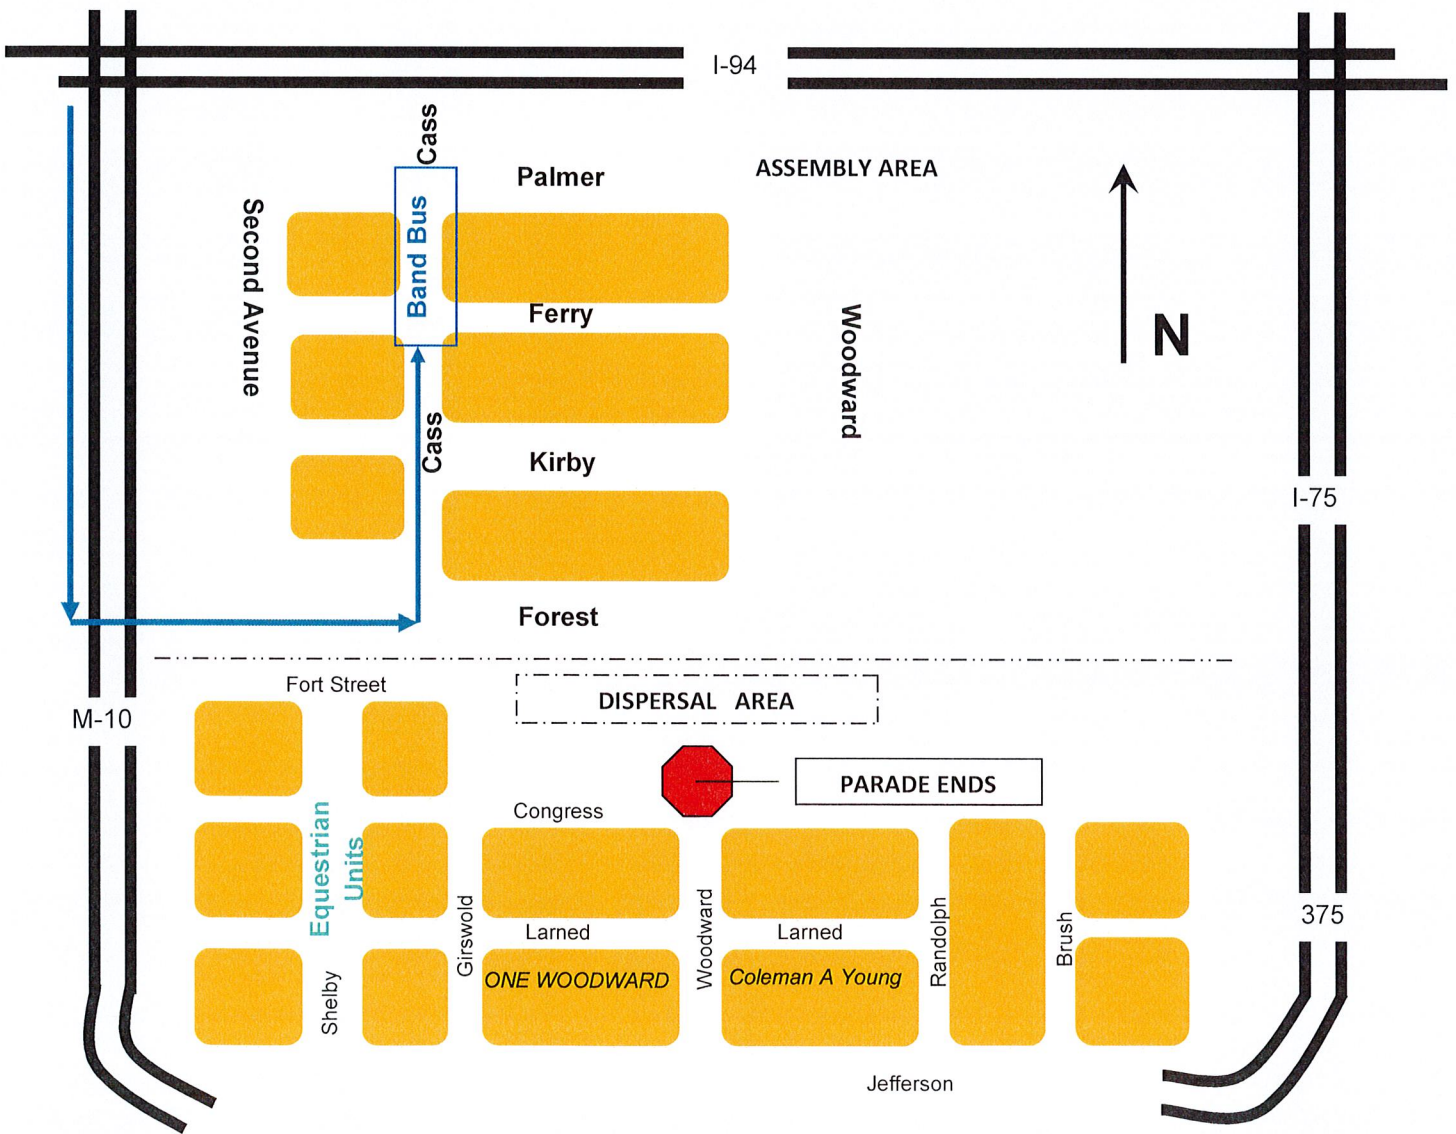 I-94
Cass
ASSEMBLY AREA
Palmer
Second Avenue
Band Bus
Ferry
Woodward
N
Cass
Kirby
I-75
Forest
Fort Street
DISPERSAL AREA
M-10
PARADE ENDS
Congress
Equestrian
Units
375
Girswold
Larned
Woodward
Larned
Randolph
Brush
ONE WOODWARD
Coleman A Young
Shelby
Jefferson